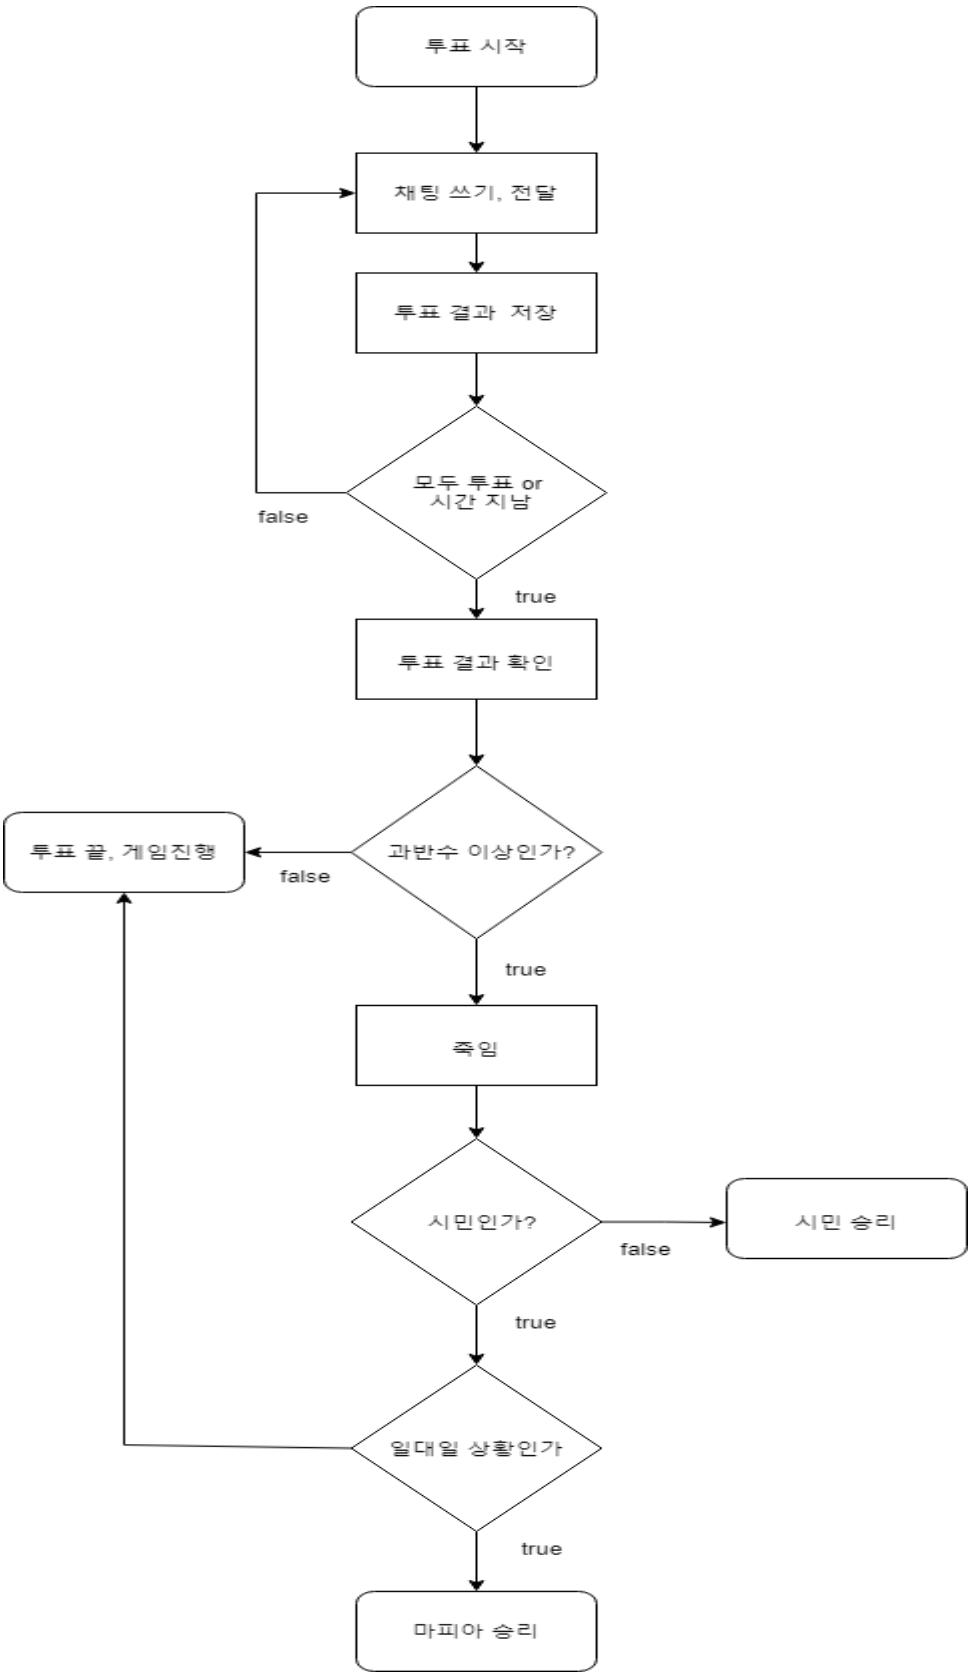 투표 시작
채팅 쓰기, 전달
투표 결과 저장
모두 투표 or
시간 지남
false
true
투표 결과 확인
과반수 이상인가?
false
투표 끝, 게임진행
true
죽임
시민인가?
false
시민 승리
true
일대일 상황인가
true
마피아 승리